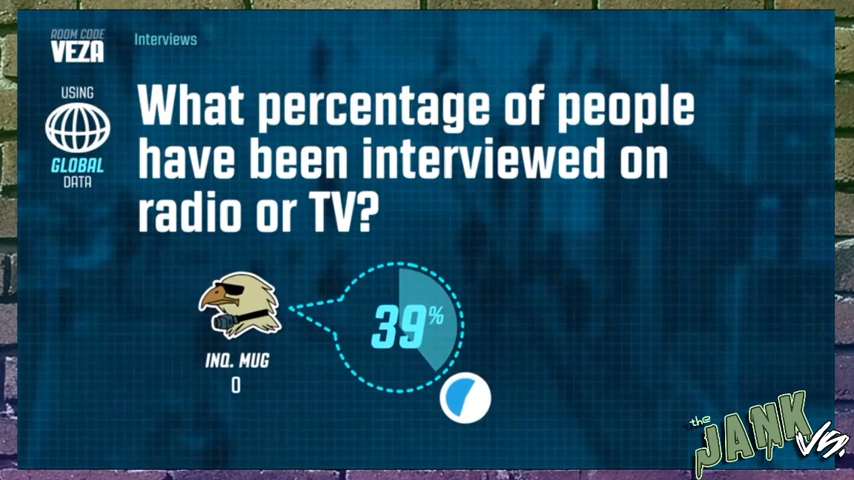 ROOM CODE
VEZA
Interviews
USING
GLOBAL
DATA
What percentage of people
have been interviewed on
radio or TV?
39%
INQ. MUG
0
the
JANK
VS.